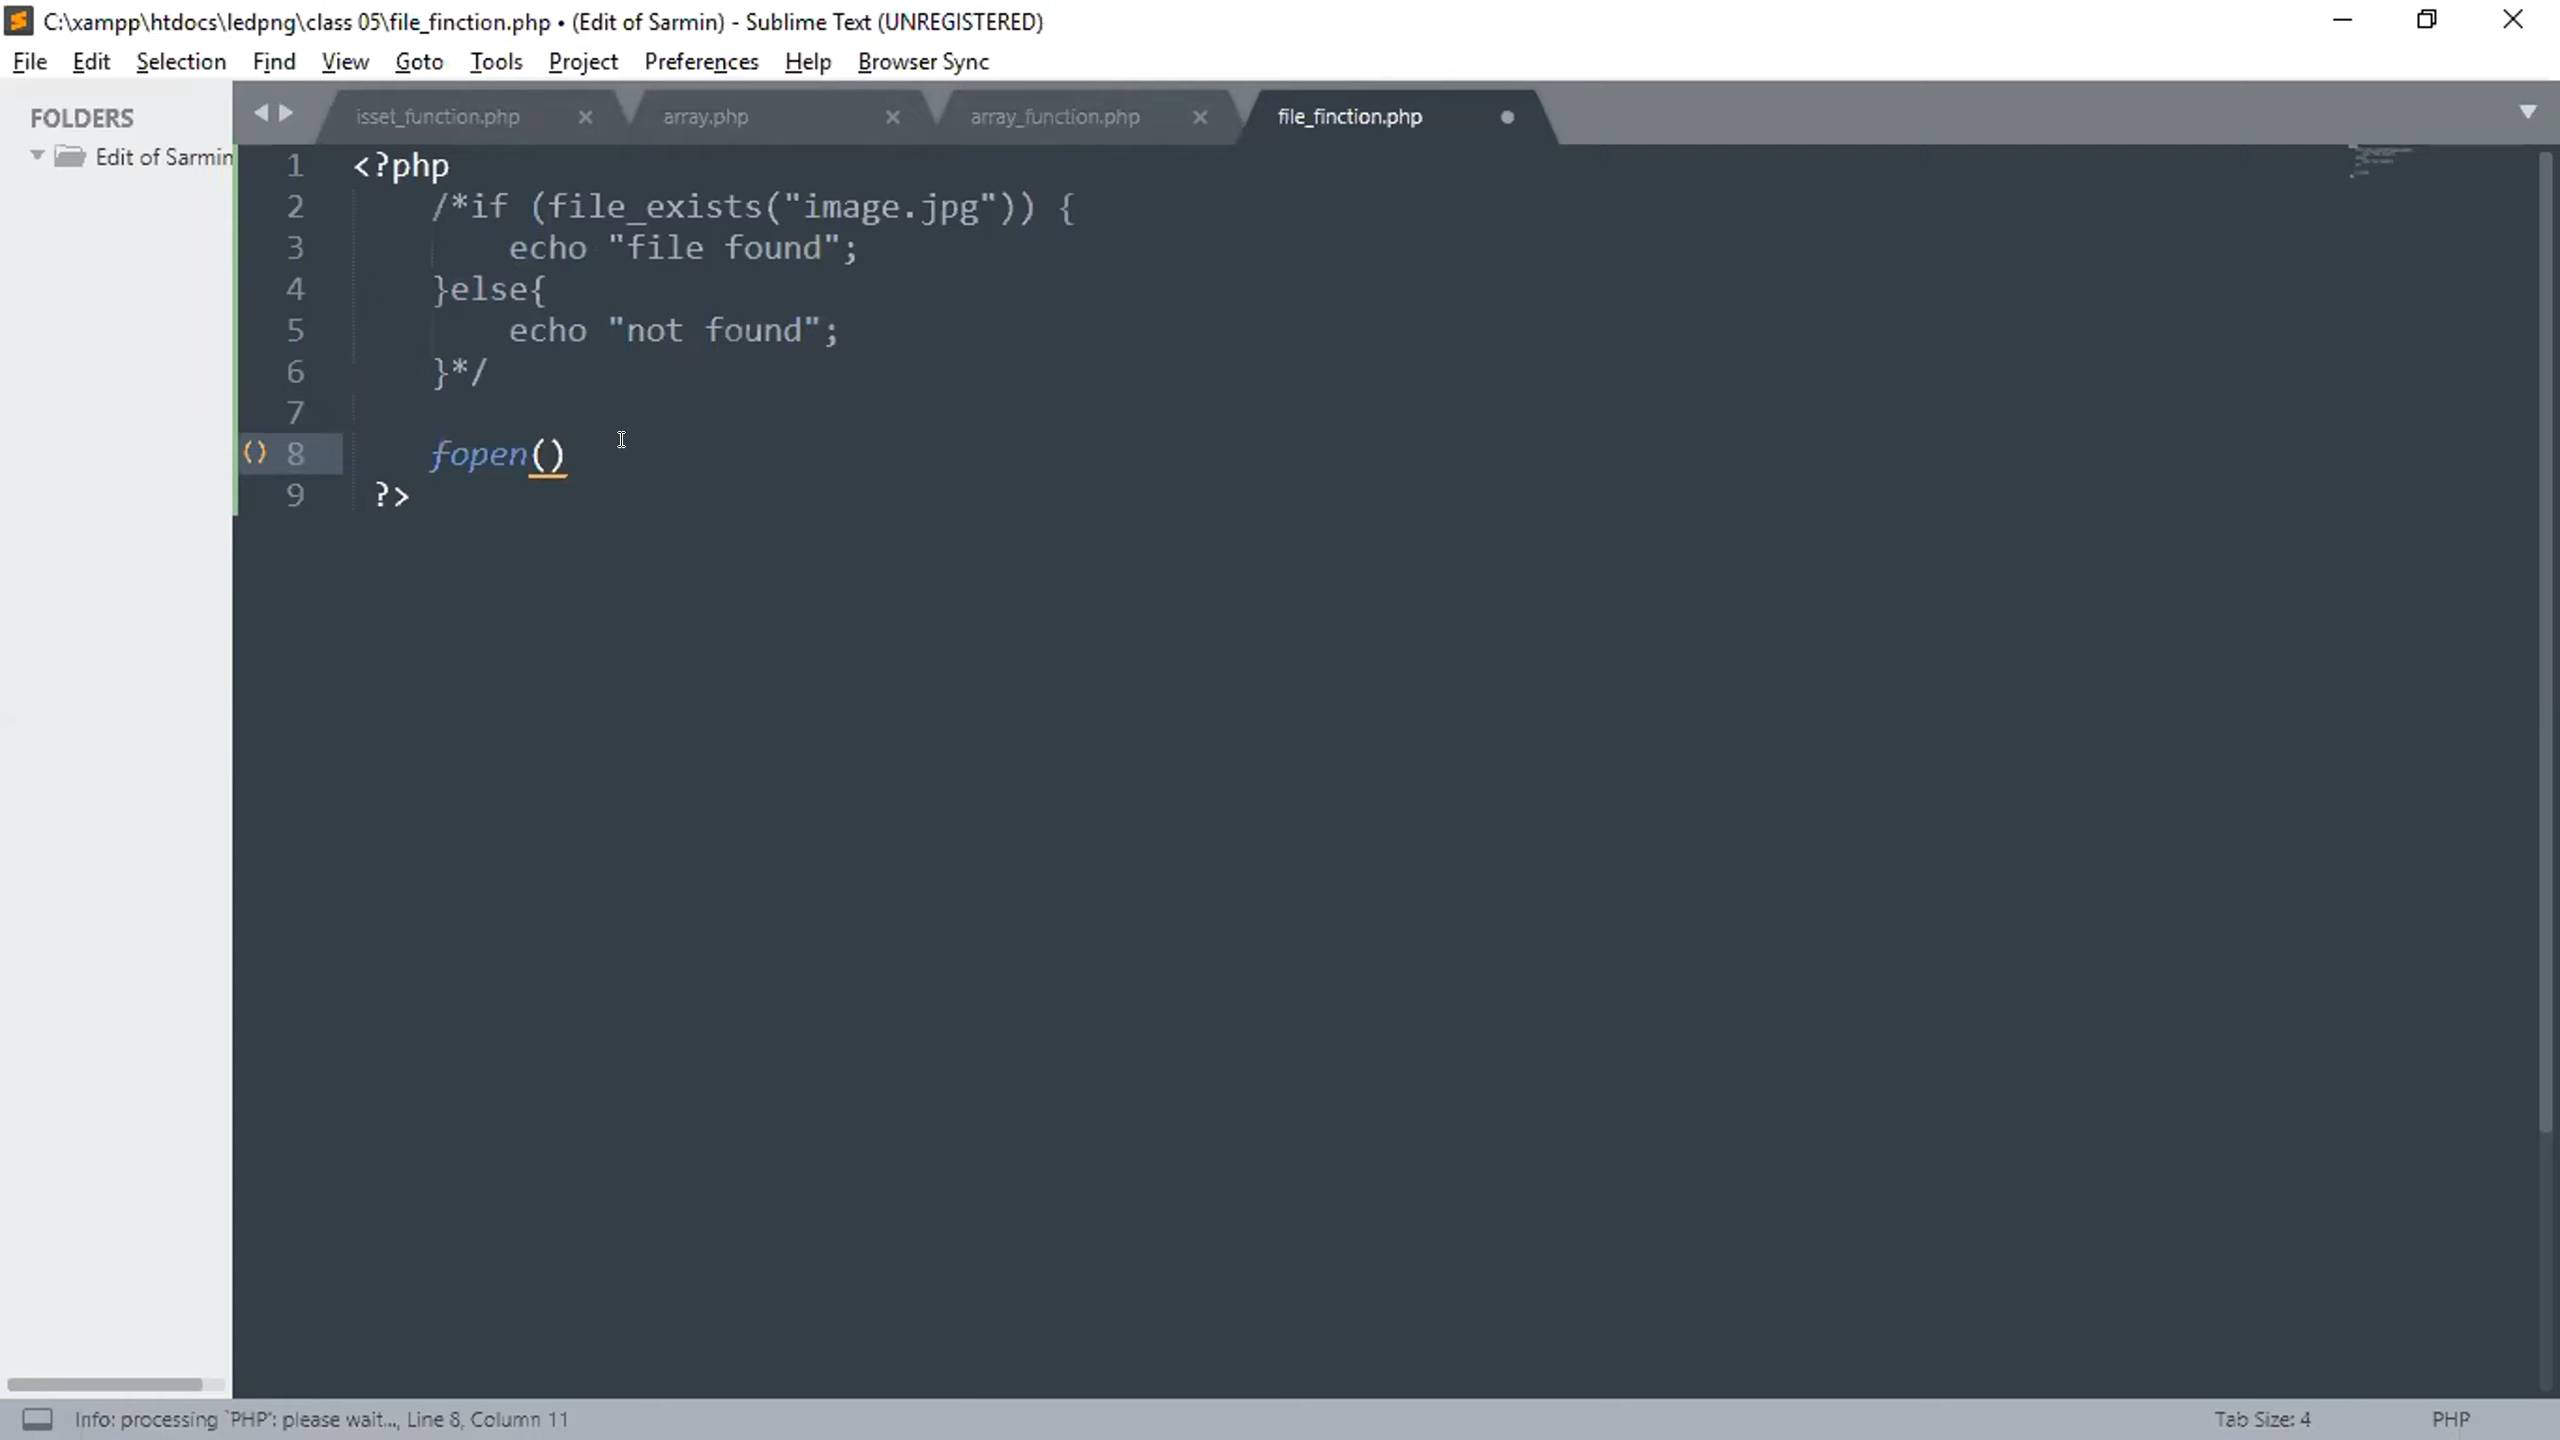 C:\xampp\htdocs\ledpng\class 05\file_finction.php • (Edit of Sarmin) - Sublime Text (UNREGISTERED)
File Edit Selection Find View Goto Tools Project Preferences Help Browser Sync
FOLDERS
Edit of Sarmin
isset_function.php array.php array_function.php file_finction.php
1 <?php
2 /*if (file_exists("image.jpg")) {
3 echo "file found";
4 }else{
5 echo "not found";
6 }*/
7
() 8 fopen()
9 ?>
Info: processing `PHP`: please wait..., Line 8, Column 11 Tab Size: 4 PHP